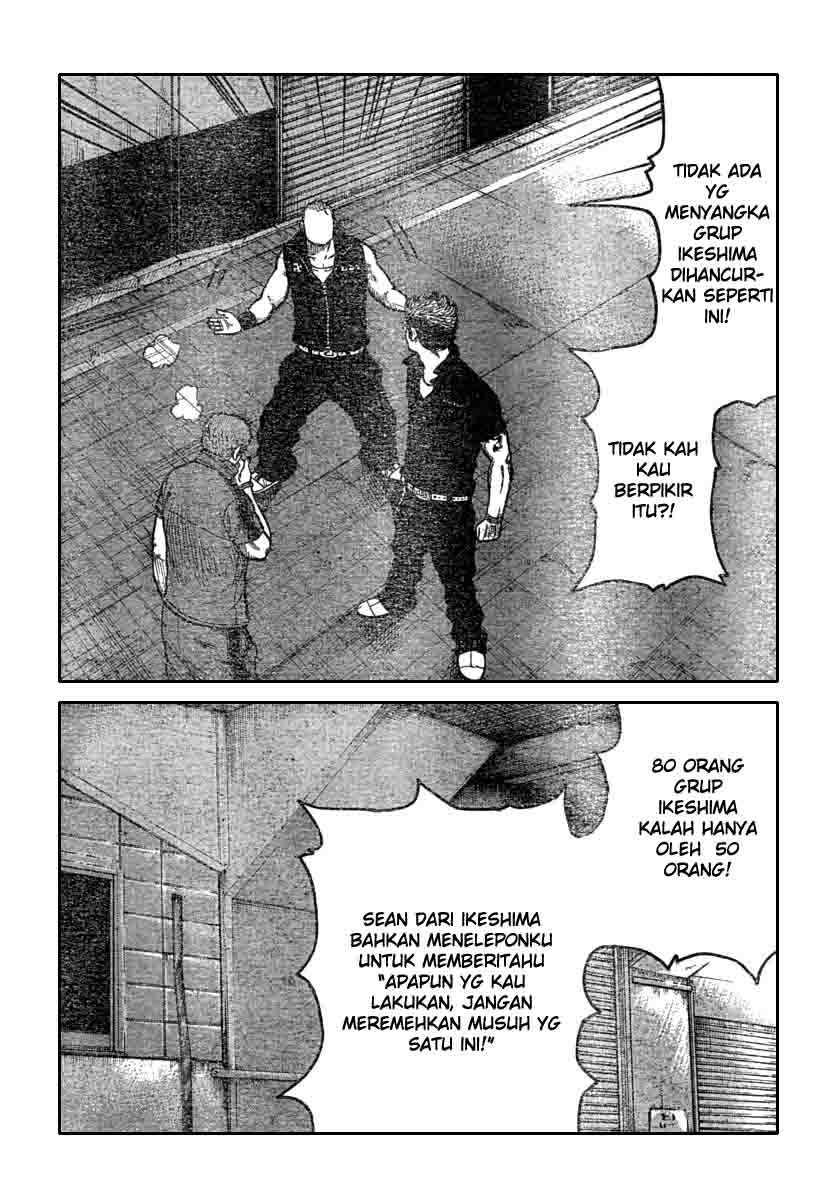 TIDAK ADA
YG
MENYANGKA
GRUP
IKESHIMA
DIHANCUR-
KAN SEPERTI
INI!
TIDAK KAH
KAU
BERPIKIR
ITU?!
80 ORANG
GRUP
IKESHIMA
KALAH HANYA
OLEH 50
ORANG!
SEAN DARI IKESHIMA
BAHKAN MENELEPONKU
UNTUK MEMBERITAHU
"APAPUN YG KAU
LAKUKAN, JANGAN
MEREMEHKAN MUSUH YG
SATU INI!"